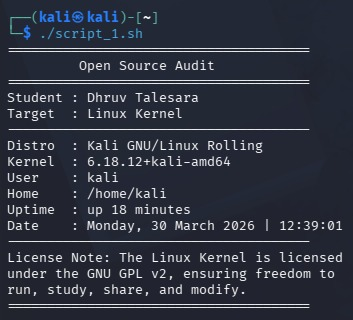 ┌──(kali㉿kali)-[~]
└─$ ./script_1.sh
══════════════════════════════════════
Open Source Audit
══════════════════════════════════════
Student : Dhruv Talesara
Target  : Linux Kernel
──────────────────────────────────────
Distro  : Kali GNU/Linux Rolling
Kernel  : 6.18.12+kali-amd64
User    : kali
Home    : /home/kali
Uptime  : up 18 minutes
Date    : Monday, 30 March 2026 | 12:39:01
──────────────────────────────────────
License Note: The Linux Kernel is licensed
under the GNU GPL v2, ensuring freedom to
run, study, share, and modify.
══════════════════════════════════════